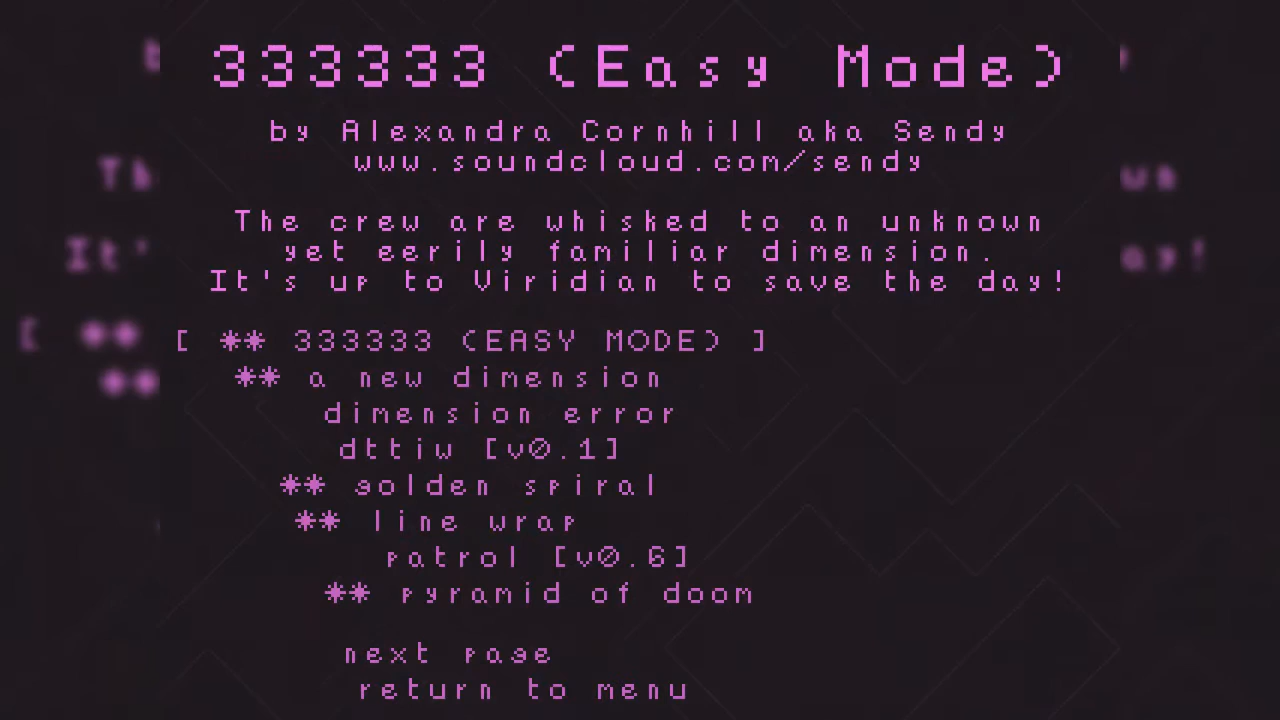 333333 (Easy Mode)
by Alexandra Cornhill aka Sendy
www.soundcloud.com/sendy
The crew are whisked to an unknown
yet eerily familiar dimension.
It's up to Viridian to save the day!
[ ** 333333 (EASY MODE) ]
** a new dimension
dimension error
dttiw [v0.1]
** golden spiral
** line wrap
patrol [v0.6]
** pyramid of doom
next page
return to menu